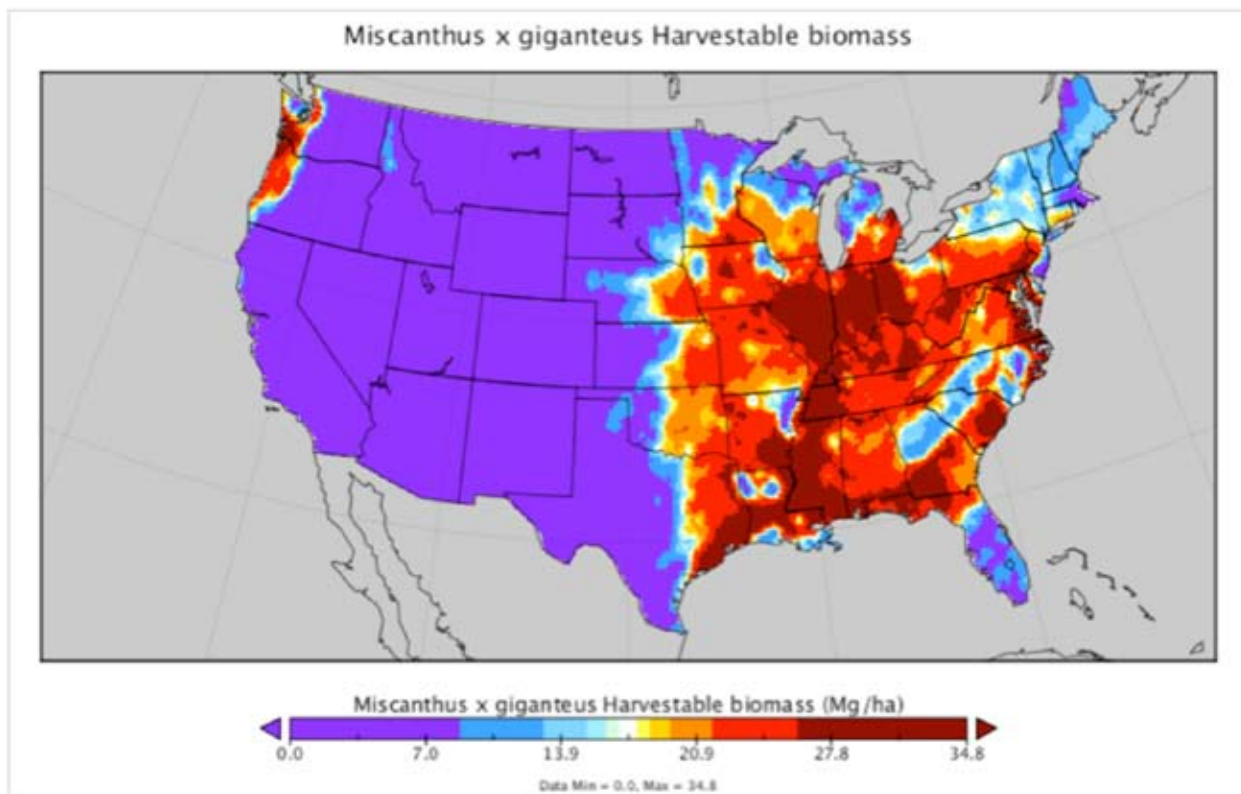 Miscanthus x giganteus Harvestable biomass
Miscanthus x giganteus Harvestable biomass (Mg/ha)
0.0 7.0 13.9 20.9 27.8 34.8
Data Min = 0.0, Max = 34.8